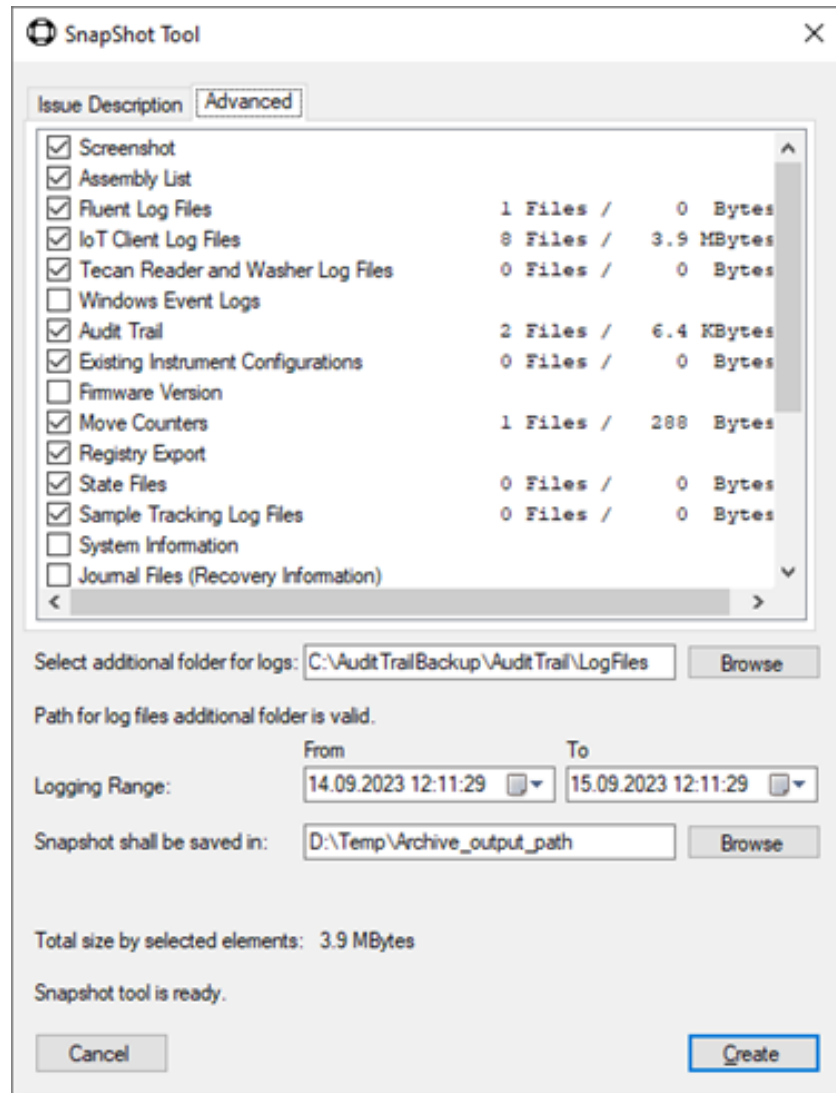 SnapShot Tool
Issue Description Advanced
Screenshot
Assembly List
Fluent Log Files 1 Files / 0 Bytes
IoT Client Log Files 8 Files / 3.9 MBytes
Tecan Reader and Washer Log Files 0 Files / 0 Bytes
Windows Event Logs
Audit Trail 2 Files / 6.4 KBytes
Existing Instrument Configurations 0 Files / 0 Bytes
Firmware Version
Move Counters 1 Files / 288 Bytes
Registry Export
State Files 0 Files / 0 Bytes
Sample Tracking Log Files 0 Files / 0 Bytes
System Information
Journal Files (Recovery Information)
Select additional folder for logs: C:\AuditTrailBackup\AuditTrail\LogFiles Browse
Path for log files additional folder is valid.
From To
Logging Range: 14.09.2023 12:11:29 15.09.2023 12:11:29
Snapshot shall be saved in: D:\Temp\Archive_output_path Browse
Total size by selected elements: 3.9 MBytes
Snapshot tool is ready.
Cancel Create